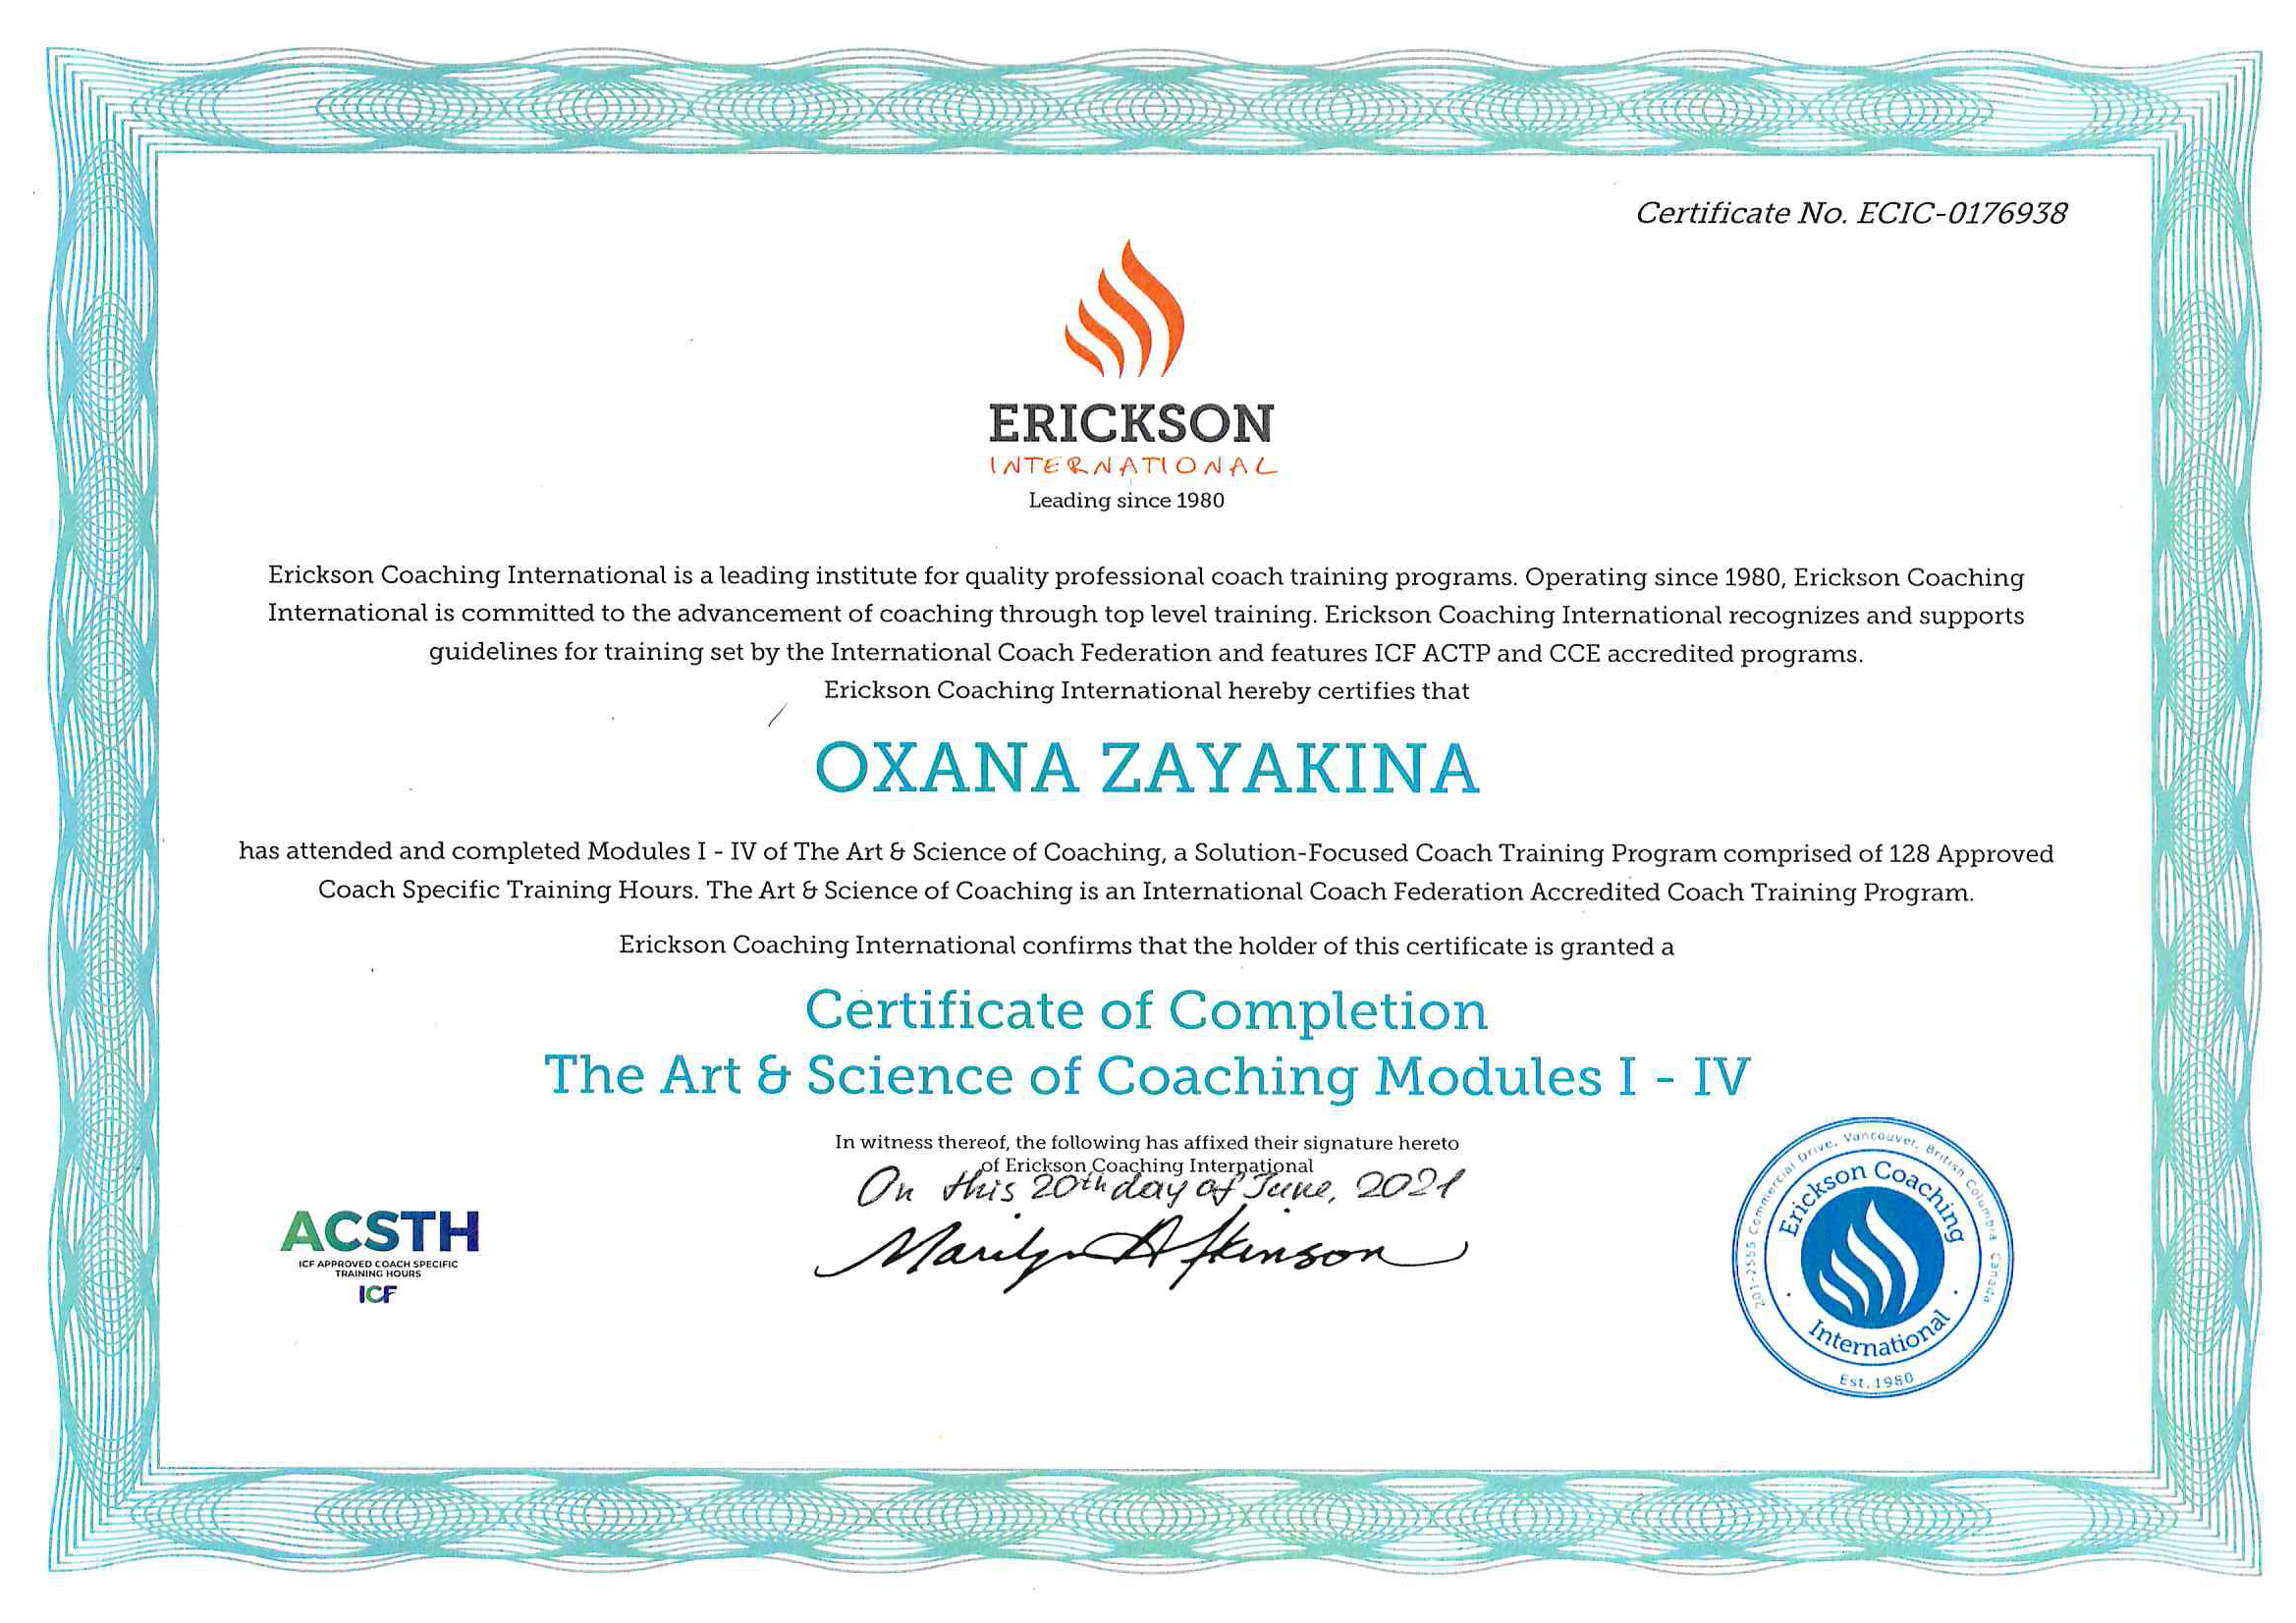 Certificate No. ECIC-0176938
ERICKSON
INTERNATIONAL
Leading since 1980
Erickson Coaching International is a leading institute for quality professional coach training programs. Operating since 1980, Erickson Coaching
International is committed to the advancement of coaching through top level training. Erickson Coaching International recognizes and supports
guidelines for training set by the International Coach Federation and features ICF ACTP and CCE accredited programs.
Erickson Coaching International hereby certifies that
OXANA ZAYAKINA
has attended and completed Modules I - IV of The Art & Science of Coaching, a Solution-Focused Coach Training Program comprised of 128 Approved
Coach Specific Training Hours. The Art & Science of Coaching is an International Coach Federation Accredited Coach Training Program.
Erickson Coaching International confirms that the holder of this certificate is granted a
Certificate of Completion
The Art & Science of Coaching Modules I - IV
In witness thereof, the following has affixed their signature hereto
of Erickson Coaching International
On this 20th day of June, 2021
Marilyn Atkinson
ACSTH
ICF APPROVED COACH SPECIFIC
TRAINING HOURS
ICF
201-2555 Commercial Drive, Vancouver, British Columbia Canada
Erickson Coaching
International
Est. 1980